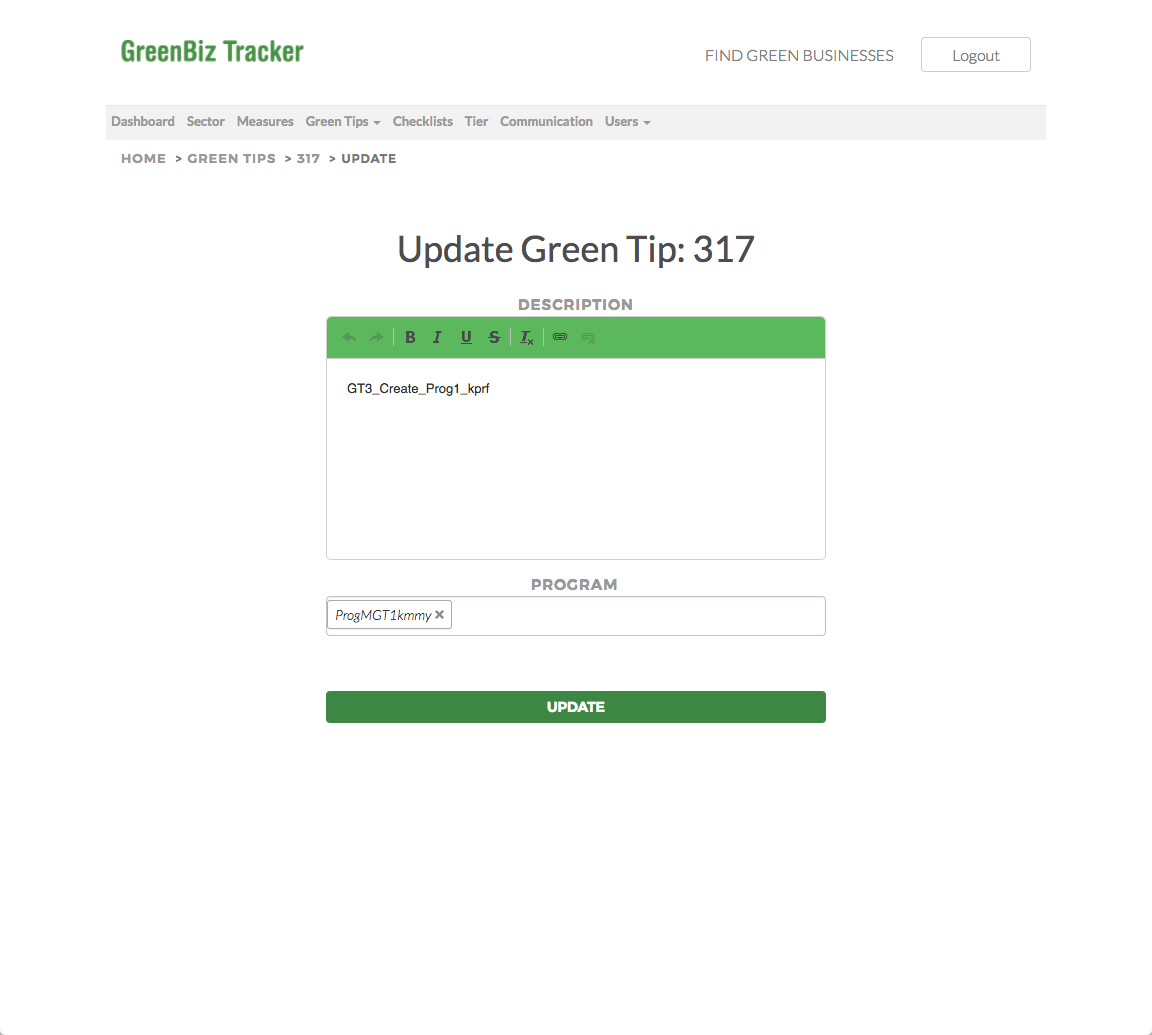 GreenBiz Tracker
FIND GREEN BUSINESSES Logout
Dashboard Sector Measures Green Tips Checklists Tier Communication Users
HOME > GREEN TIPS > 317 > UPDATE
Update Green Tip: 317
DESCRIPTION
B I U S Tx
GT3_Create_Prog1_kprf
PROGRAM
ProgMGT1kmmy ×
UPDATE